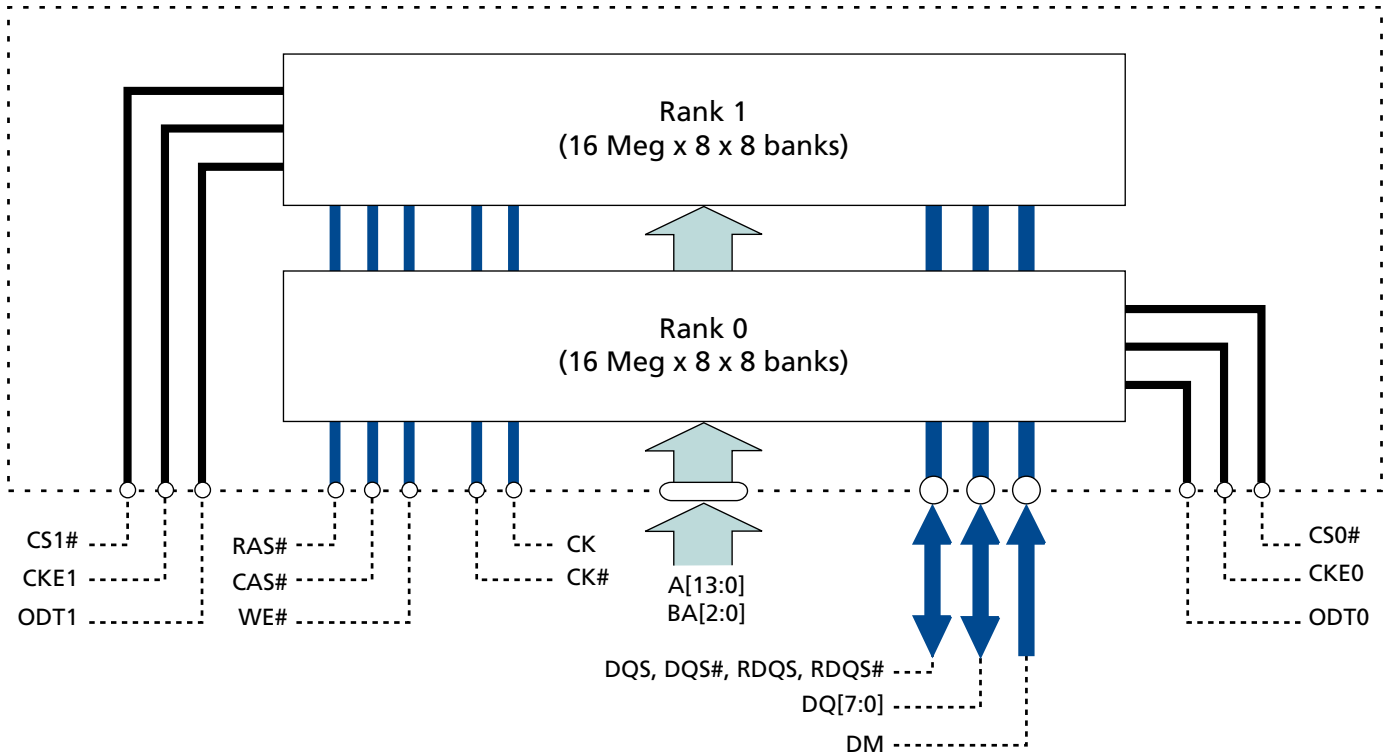 Rank 1
(16 Meg x 8 x 8 banks)
Rank 0
(16 Meg x 8 x 8 banks)
CS1#
CKE1
ODT1
RAS#
CAS#
WE#
CK
CK#
A[13:0]
BA[2:0]
CS0#
CKE0
ODT0
DQS, DQS#, RDQS, RDQS#
DQ[7:0]
DM